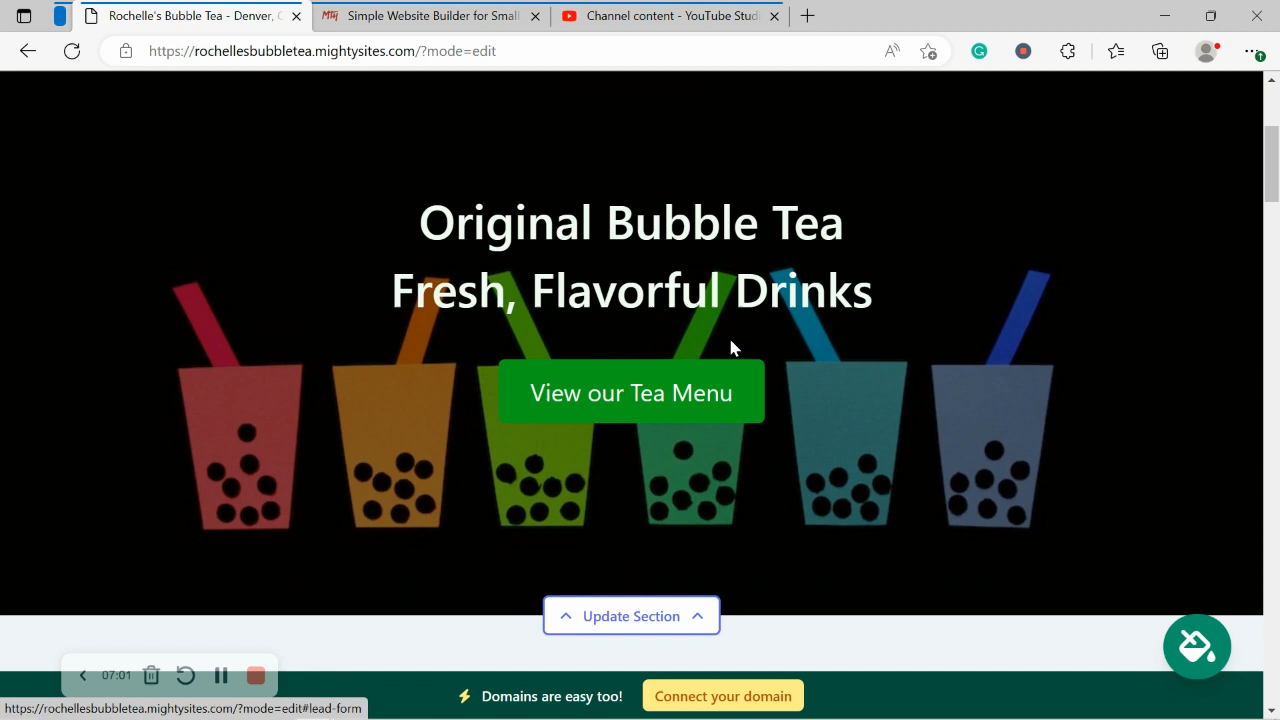 Rochelle's Bubble Tea - Denver, C
Simple Website Builder for Small
Channel content - YouTube Studi
https://rochellesbubbletea.mightysites.com/?mode=edit
Original Bubble Tea
Fresh, Flavorful Drinks
View our Tea Menu
Update Section
07:01
Domains are easy too!
Connect your domain
https://rochellesbubbletea.mightysites.com/?mode=edit#lead-form